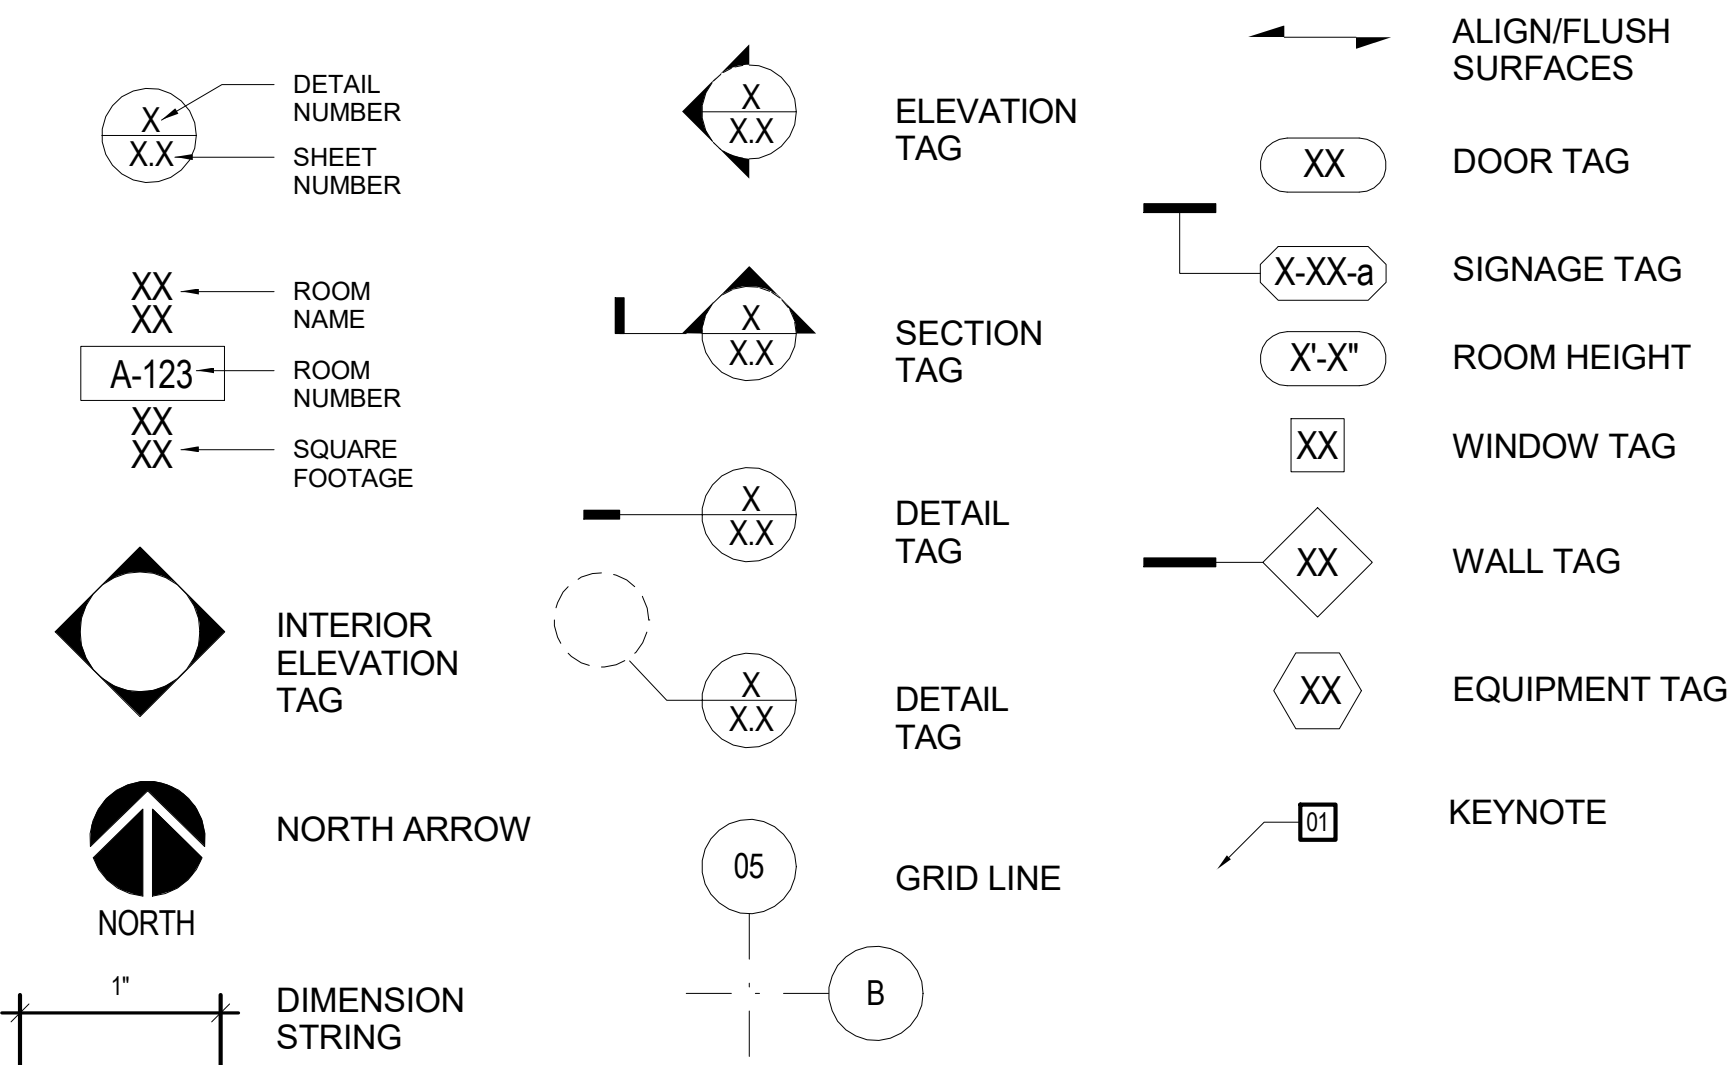 X
X.X
DETAIL
NUMBER
SHEET
NUMBER
XX
XX
ROOM
NAME
A-123
ROOM
NUMBER
XX
XX
SQUARE
FOOTAGE
INTERIOR
ELEVATION
TAG
NORTH
NORTH ARROW
1"
DIMENSION
STRING
X
X.X
ELEVATION
TAG
X
X.X
SECTION
TAG
X
X.X
DETAIL
TAG
X
X.X
DETAIL
TAG
05
GRID LINE
B
ALIGN/FLUSH
SURFACES
XX
DOOR TAG
X-XX-a
SIGNAGE TAG
X'-X"
ROOM HEIGHT
XX
WINDOW TAG
XX
WALL TAG
XX
EQUIPMENT TAG
01
KEYNOTE